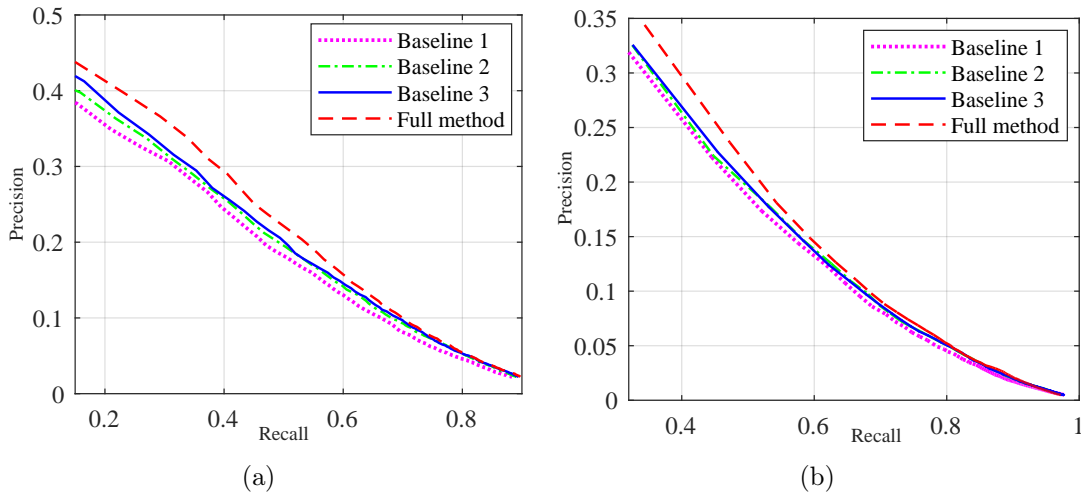 0.5
0.4
0.3
0.2
0.1
0
Precision
0.2
0.4
0.6
0.8
Recall
Baseline 1
Baseline 2
Baseline 3
Full method
(a)
0.35
0.3
0.25
0.2
0.15
0.1
0.05
0
Precision
0.4
0.6
0.8
1
Recall
Baseline 1
Baseline 2
Baseline 3
Full method
(b)